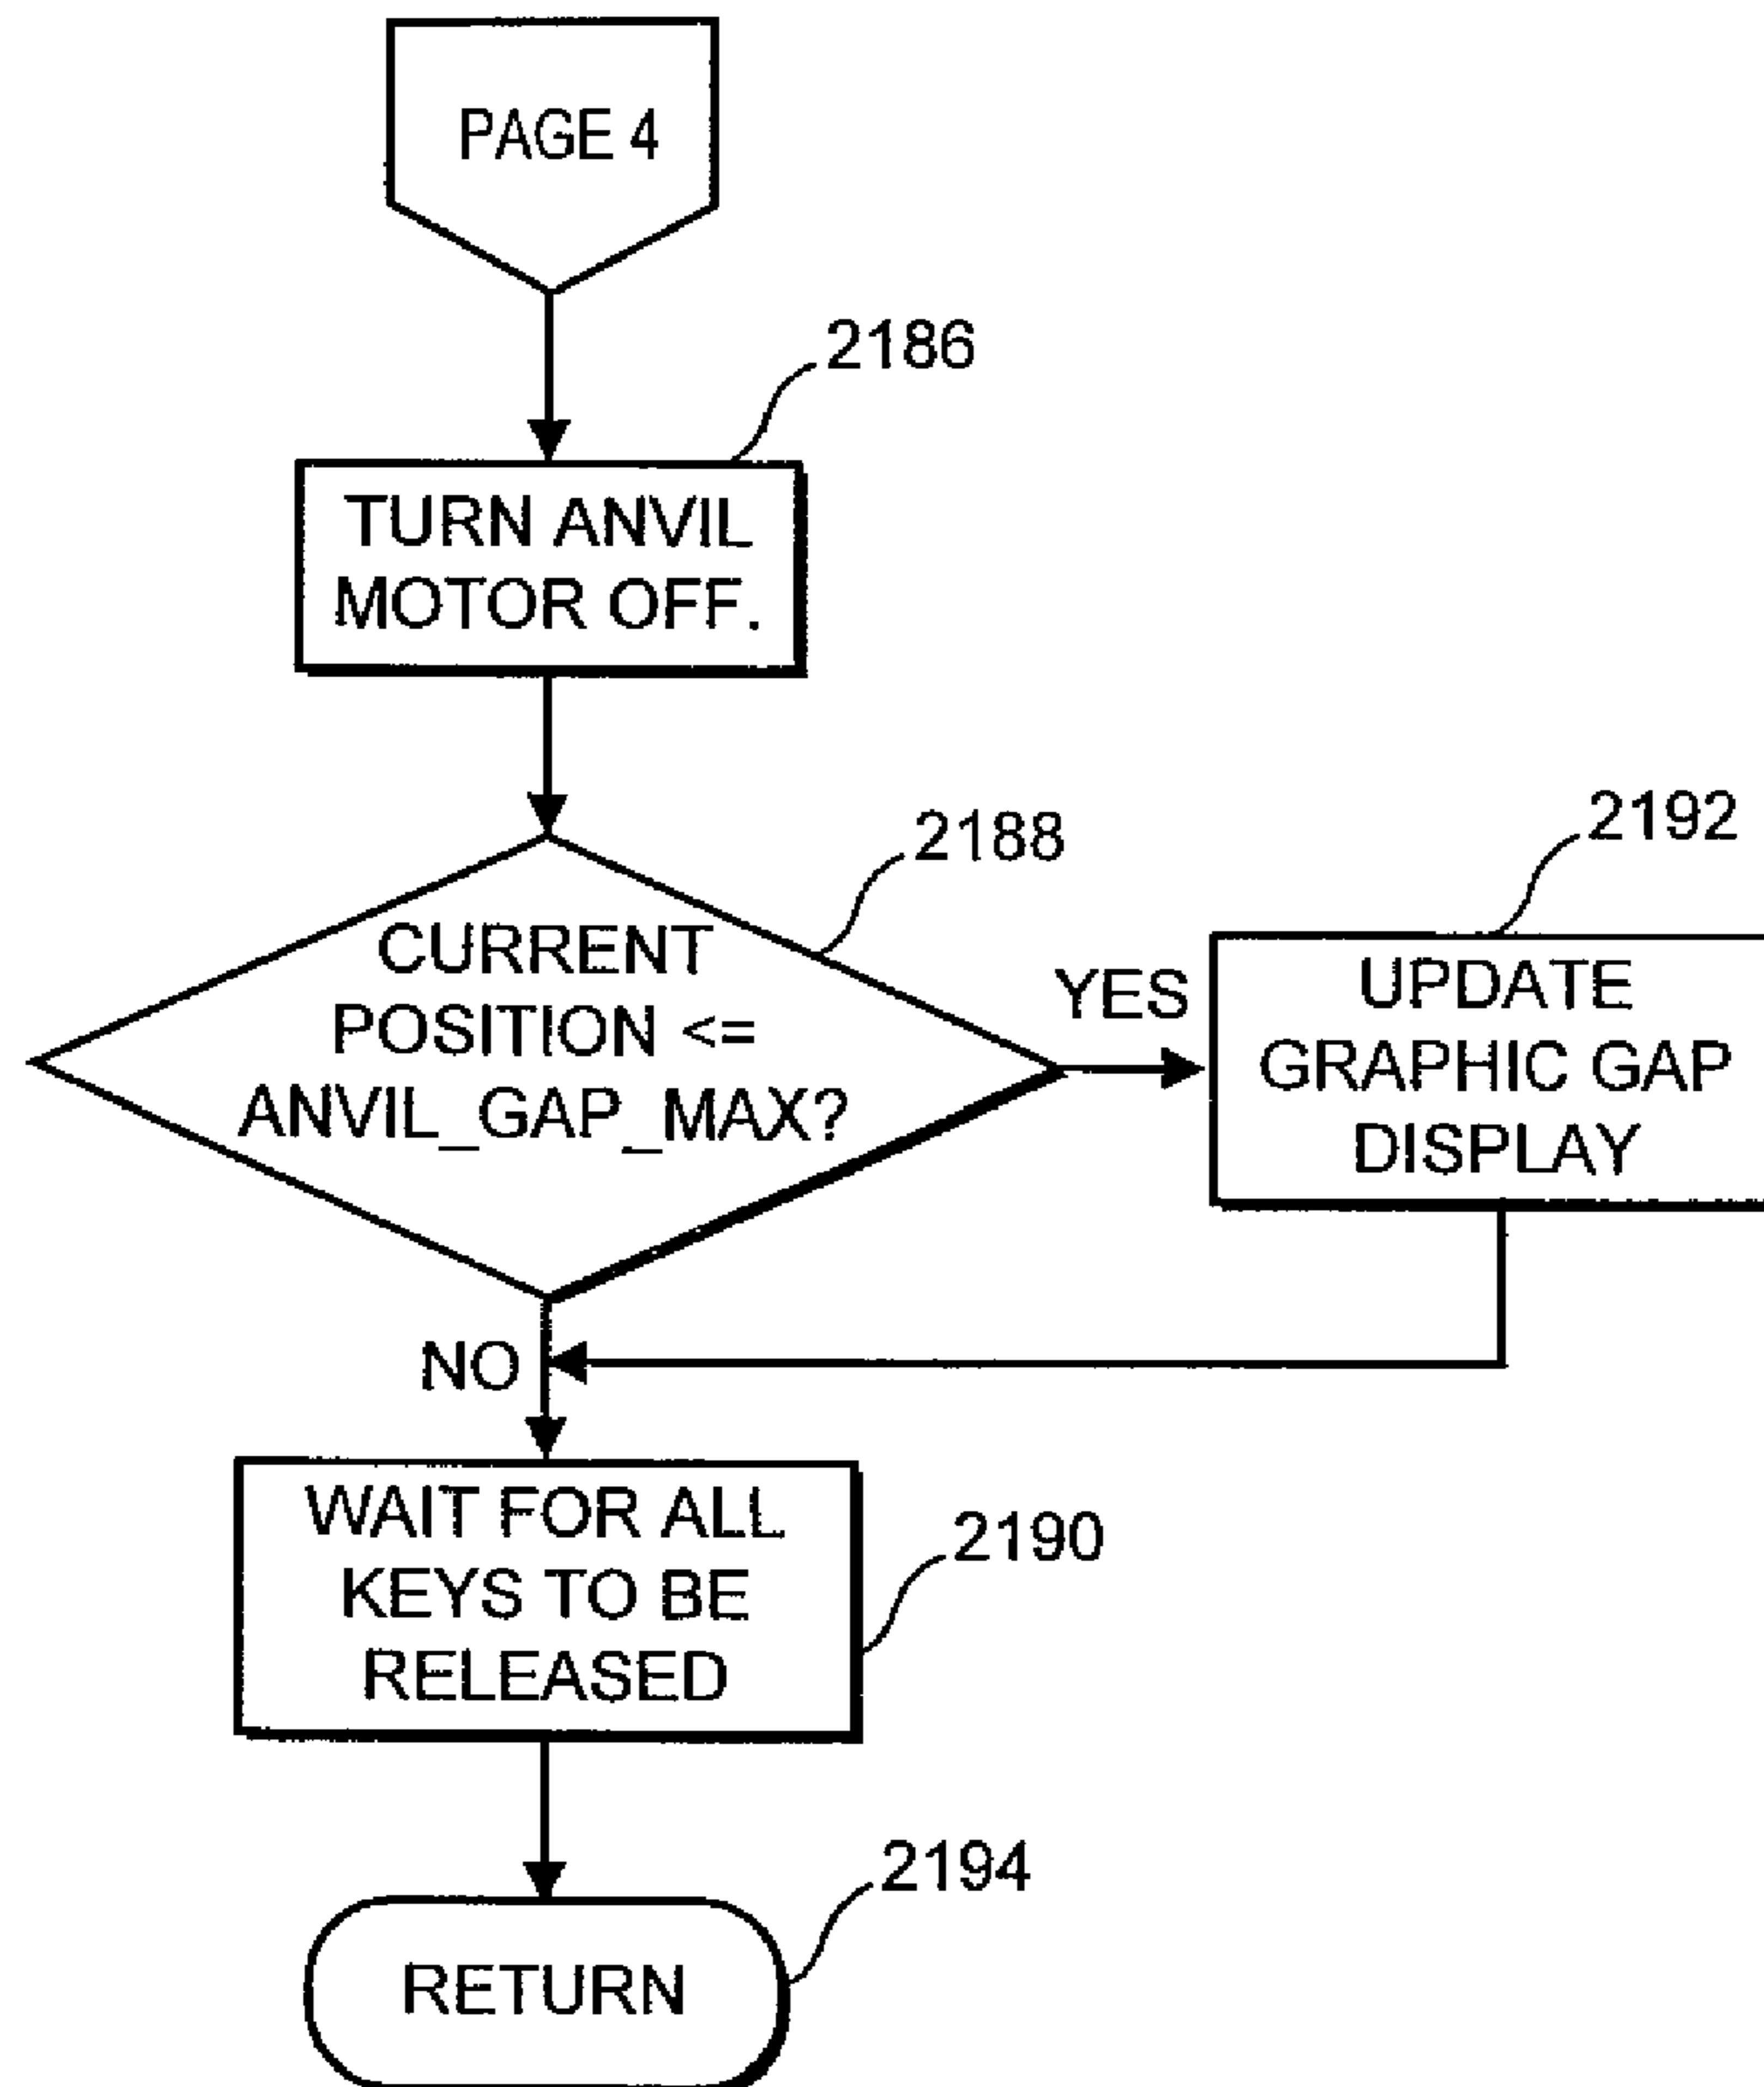 PAGE 4
2186
TURN ANVIL
MOTOR OFF.
2188
CURRENT
POSITION <=
ANVIL_GAP_MAX?
YES
2192
UPDATE
GRAPHIC GAP
DISPLAY
NO
WAIT FOR ALL
KEYS TO BE
RELEASED
2190
2194
RETURN